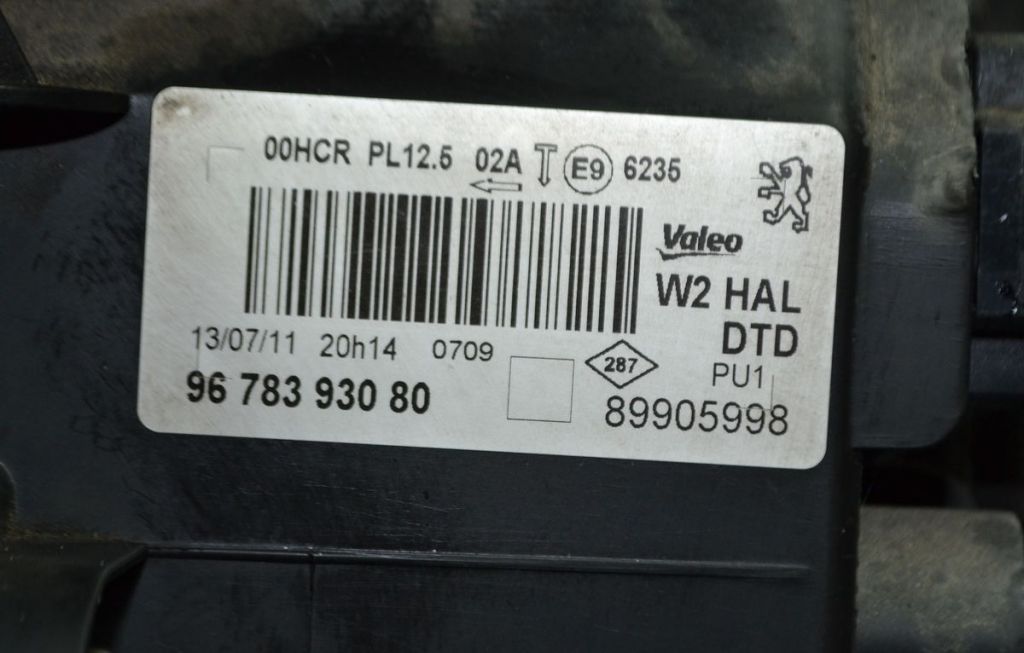 00HCR PL12.5 02A E9 6235
Valeo
W2 HAL
DTD
13/07/11 20h14 0709
287
PU1
96 783 930 80
89905998